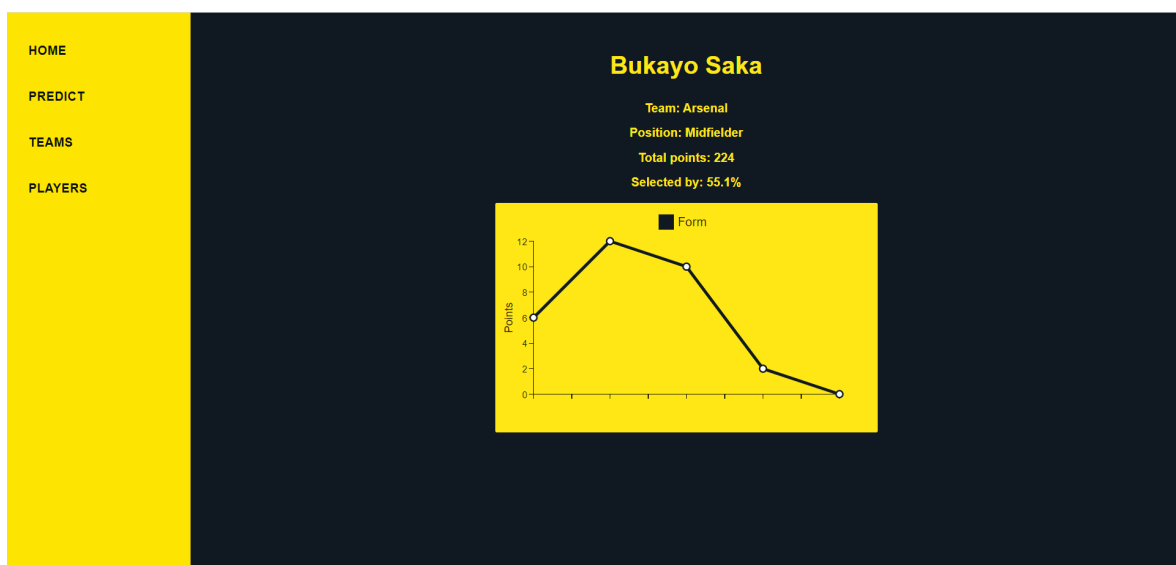 HOME
PREDICT
TEAMS
PLAYERS
Bukayo Saka
Team: Arsenal
Position: Midfielder
Total points: 224
Selected by: 55.1%
Form
Points
12
10
8
6
4
2
0